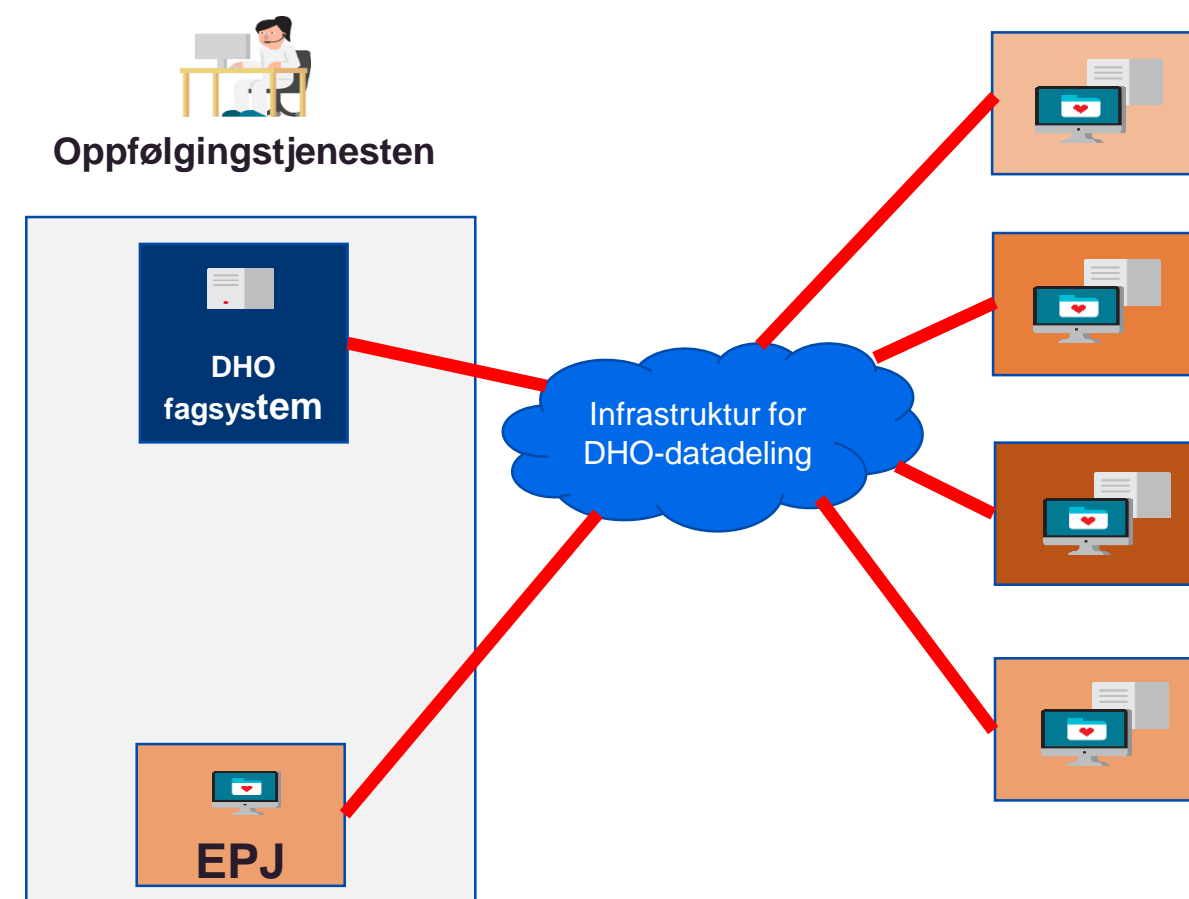 Oppfølgingstjenesten
DHO
fagsystem
Infrastruktur for
DHO-datadeling
EPJ